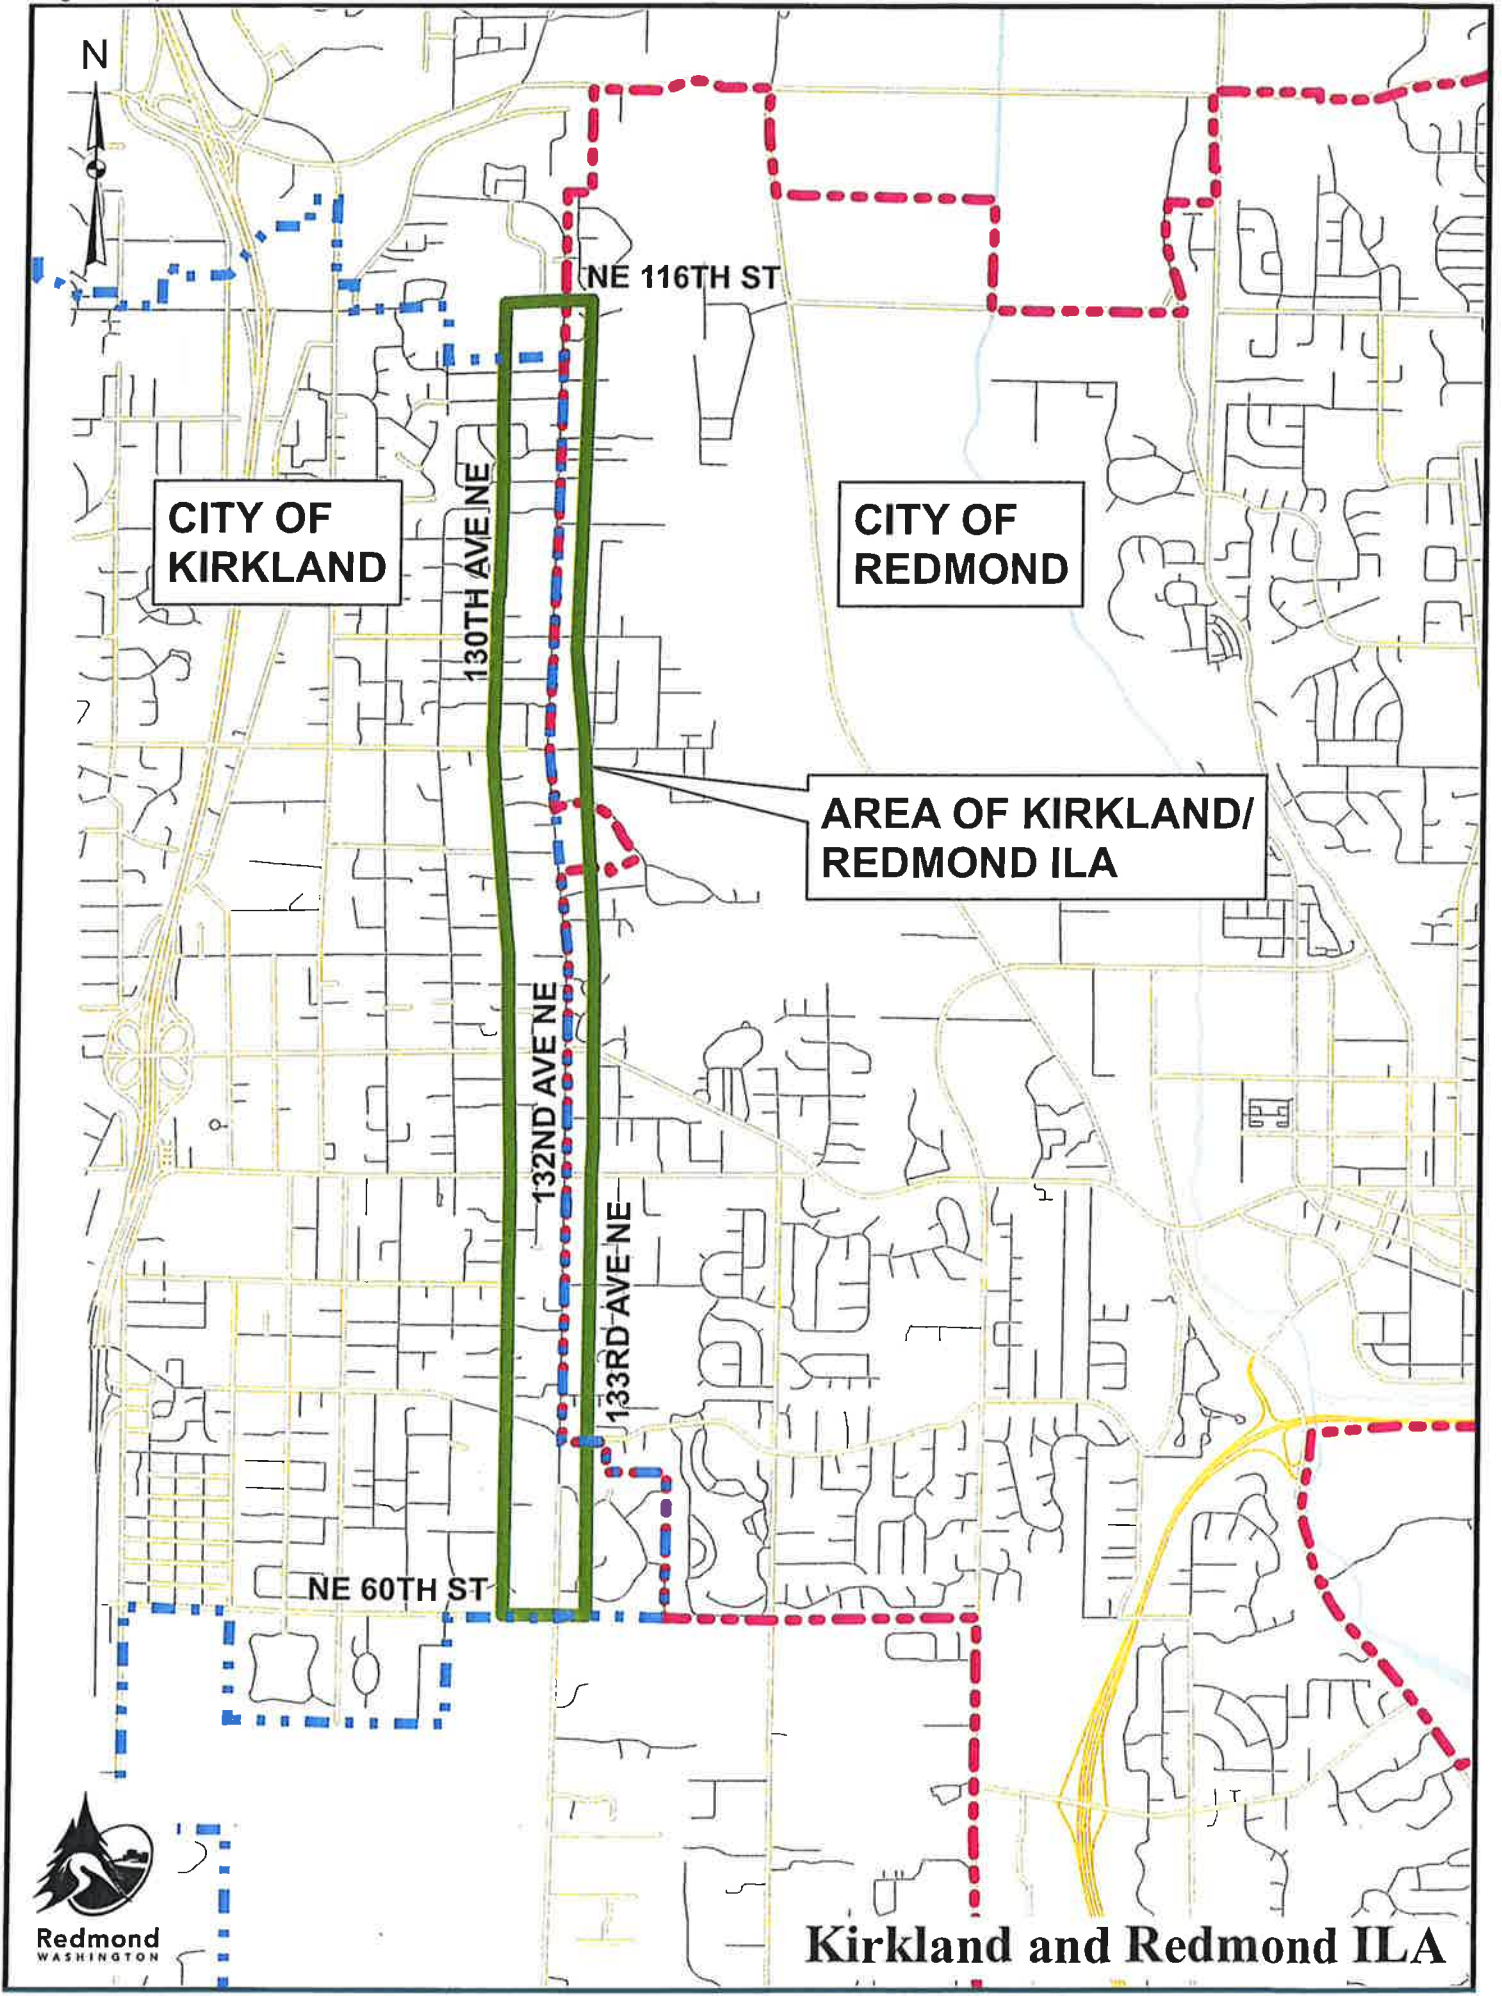 N
NE 116TH ST
130TH AVE NE
CITY OF
KIRKLAND
CITY OF
REDMOND
AREA OF KIRKLAND/
REDMOND ILA
132ND AVE NE
133RD AVE NE
NE 60TH ST
Redmond
WASHINGTON
Kirkland and Redmond ILA